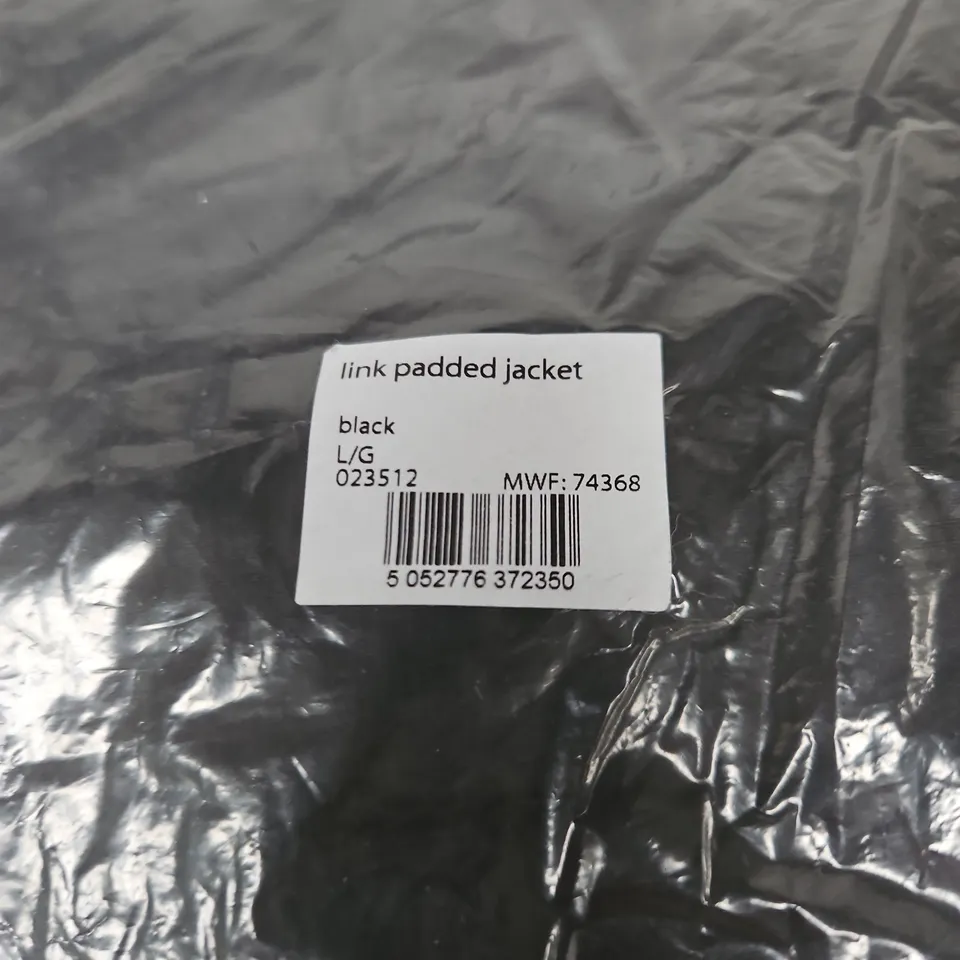 link padded jacket
black
L/G
023512 MWF: 74368
5 052776 372350